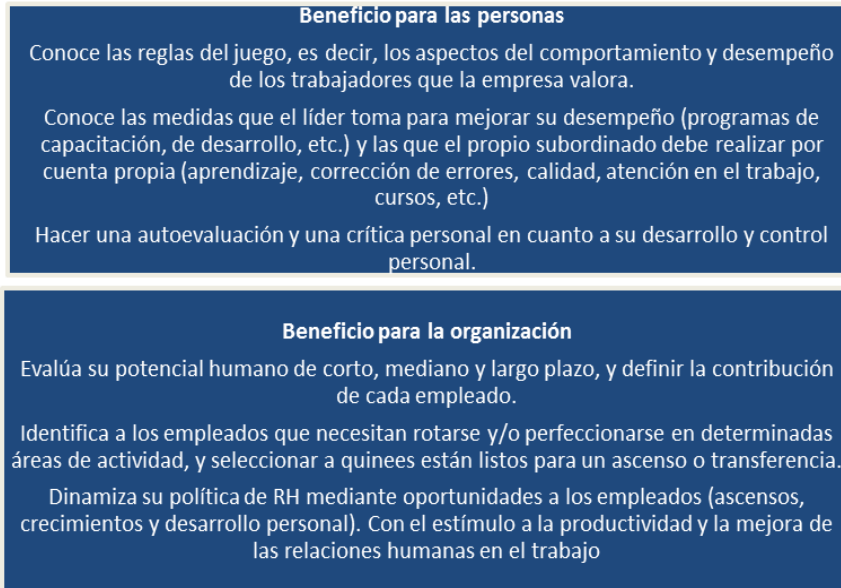 Beneficio para las personas
Conoce las reglas del juego, es decir, los aspectos del comportamiento y desempeño
de los trabajadores que la empresa valora.
Conoce las medidas que el líder toma para mejorar su desempeño (programas de
capacitación, de desarrollo, etc.) y las que el propio subordinado debe realizar por
cuenta propia (aprendizaje, corrección de errores, calidad, atención en el trabajo,
cursos, etc.)
Hacer una autoevaluación y una crítica personal en cuanto a su desarrollo y control
personal.
Beneficio para la organización
Evalúa su potencial humano de corto, mediano y largo plazo, y definir la contribución
de cada empleado.
Identifica a los empleados que necesitan rotarse y/o perfeccionarse en determinadas
áreas de actividad, y seleccionar a quinees están listos para un ascenso o transferencia.
Dinamiza su política de RH mediante oportunidades a los empleados (ascensos,
crecimientos y desarrollo personal). Con el estímulo a la productividad y la mejora de
las relaciones humanas en el trabajo